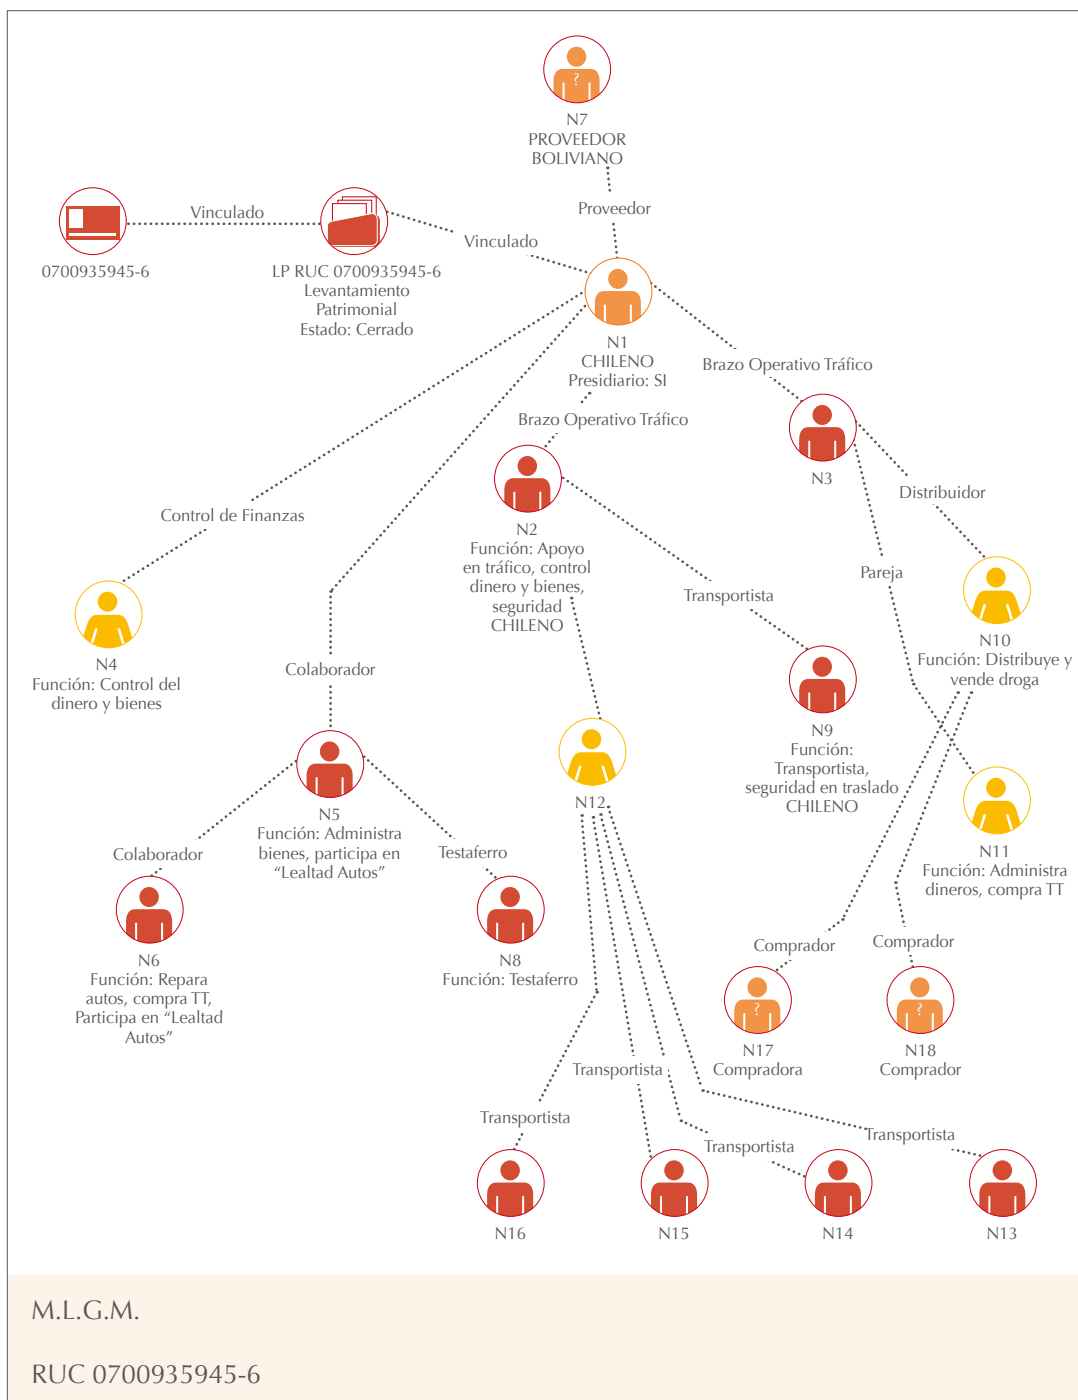 ?
N7
PROVEEDOR
BOLIVIANO
Proveedor
Vinculado
0700935945-6
LP RUC 0700935945-6
Levantamiento
Patrimonial
Estado: Cerrado
Vinculado
N1
CHILENO
Presidiario: SI
Brazo Operativo Tráfico
Brazo Operativo Tráfico
N3
Control de Finanzas
N2
Función: Apoyo
en tráfico, control
dinero y bienes,
seguridad
CHILENO
Distribuidor
Pareja
Transportista
N4
Función: Control del
dinero y bienes
Colaborador
N10
Función: Distribuye y
vende droga
N9
Función:
Transportista,
seguridad en traslado
CHILENO
N12
N5
Función: Administra
bienes, participa en
“Lealtad Autos”
N11
Función: Administra
dineros, compra TT
Colaborador
Testaferro
N6
Función: Repara
autos, compra TT,
Participa en “Lealtad
Autos”
N8
Función: Testaferro
Comprador
Comprador
?
N17
Compradora
?
N18
Comprador
Transportista
Transportista
Transportista
Transportista
N16
N15
N14
N13
M.L.G.M.
RUC 0700935945-6